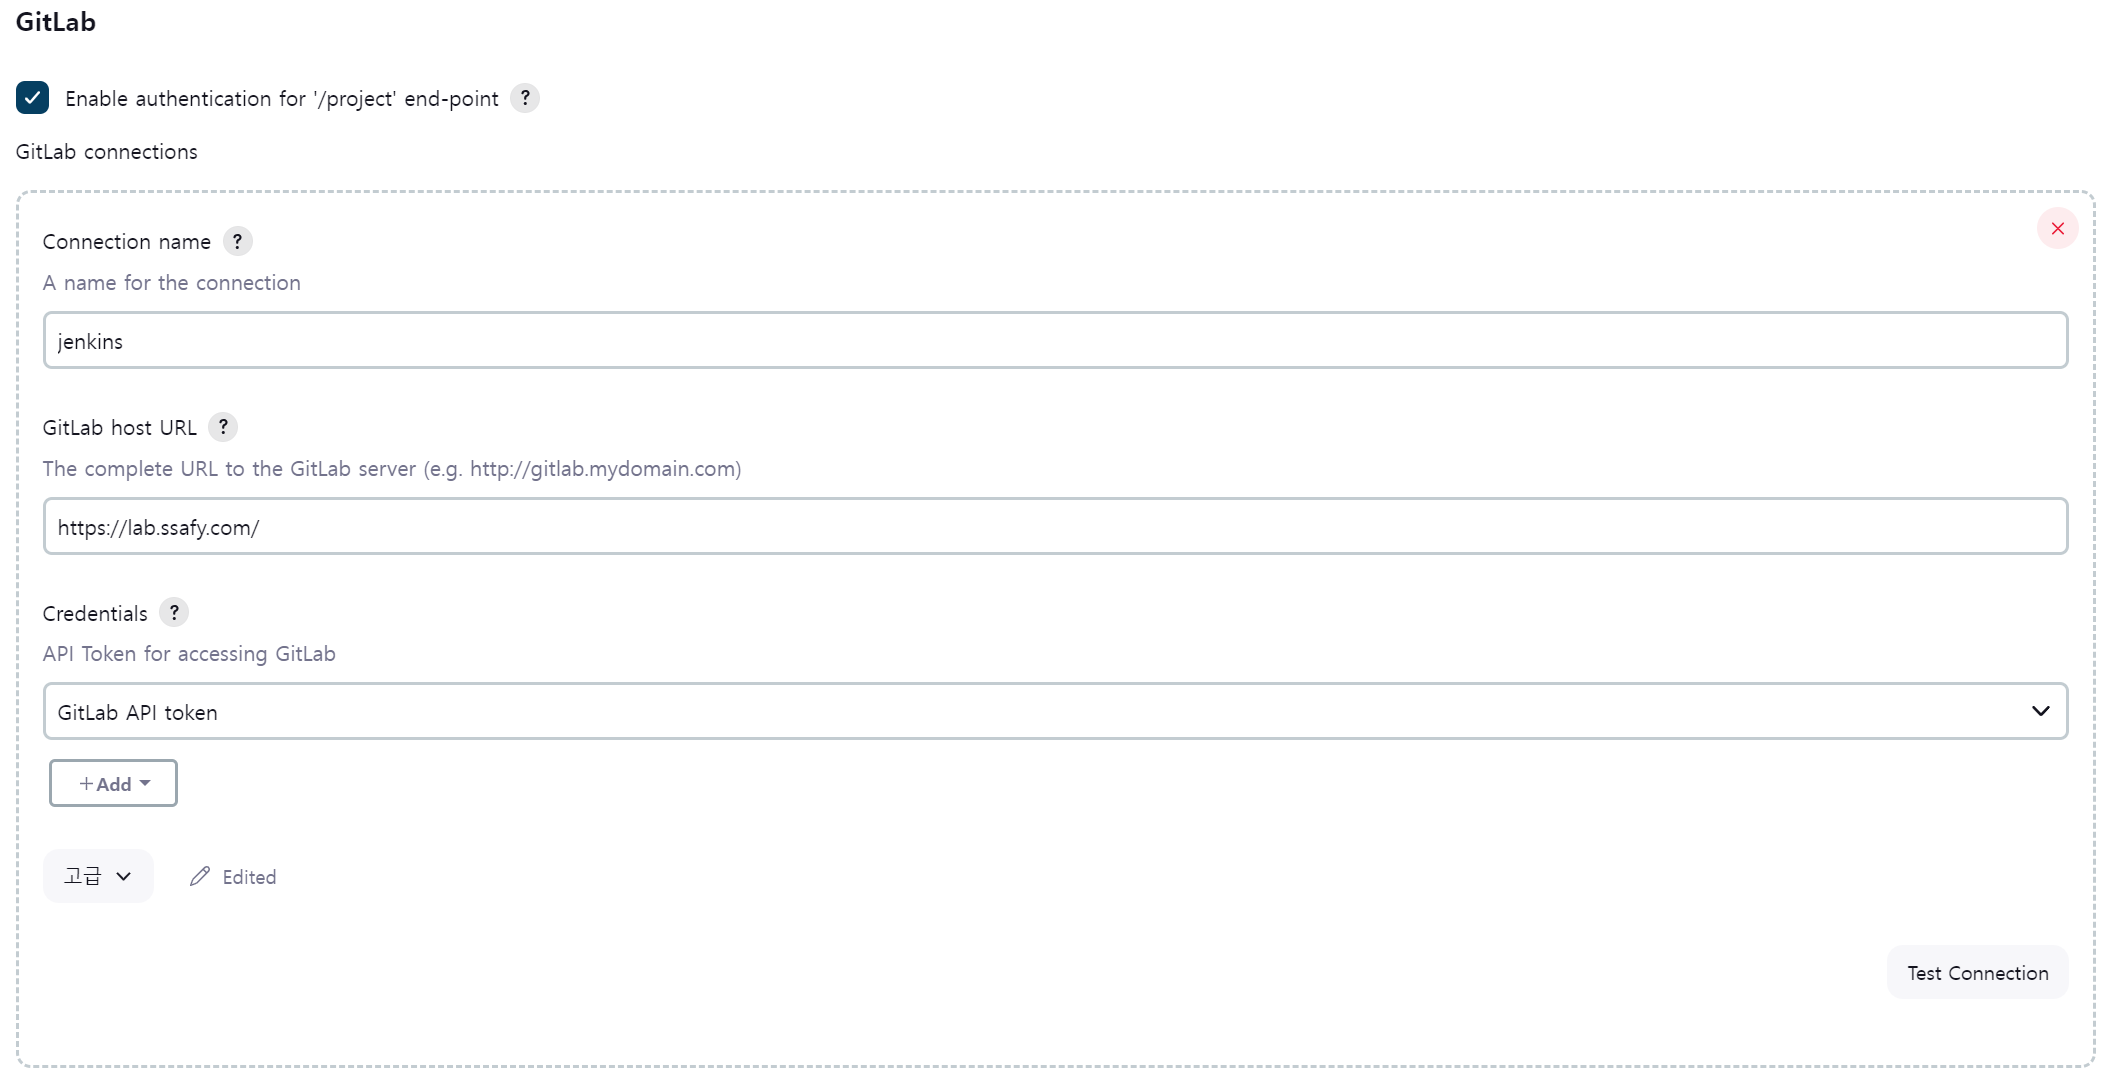 GitLab
Enable authentication for '/project' end-point ?
GitLab connections
Connection name ?
A name for the connection
jenkins
GitLab host URL ?
The complete URL to the GitLab server (e.g. http://gitlab.mydomain.com)
https://lab.ssafy.com/
Credentials ?
API Token for accessing GitLab
GitLab API token
+Add
고급
Edited
Test Connection